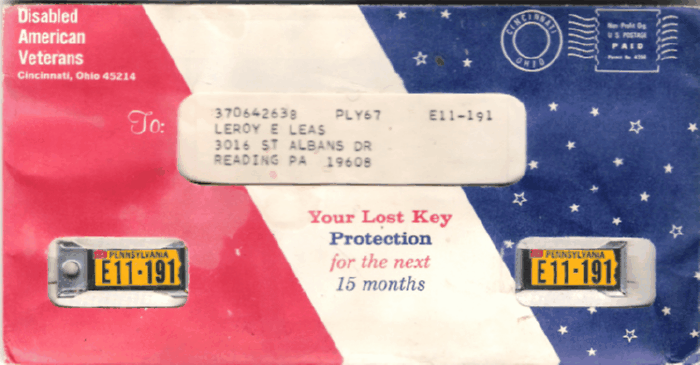 Disabled
American
Veterans
Cincinnati, Ohio 45214
CINCINNATI
OHIO
Non-Profit Org.
U.S. POSTAGE
PAID
To:
370642638 PLY67 E11-191
LEROY E LEAS
3016 ST ALBANS DR
READING PA 19608
Your Lost Key
Protection
for the next
15 months
PENNSYLVANIA
E11-191
PENNSYLVANIA
E11-191